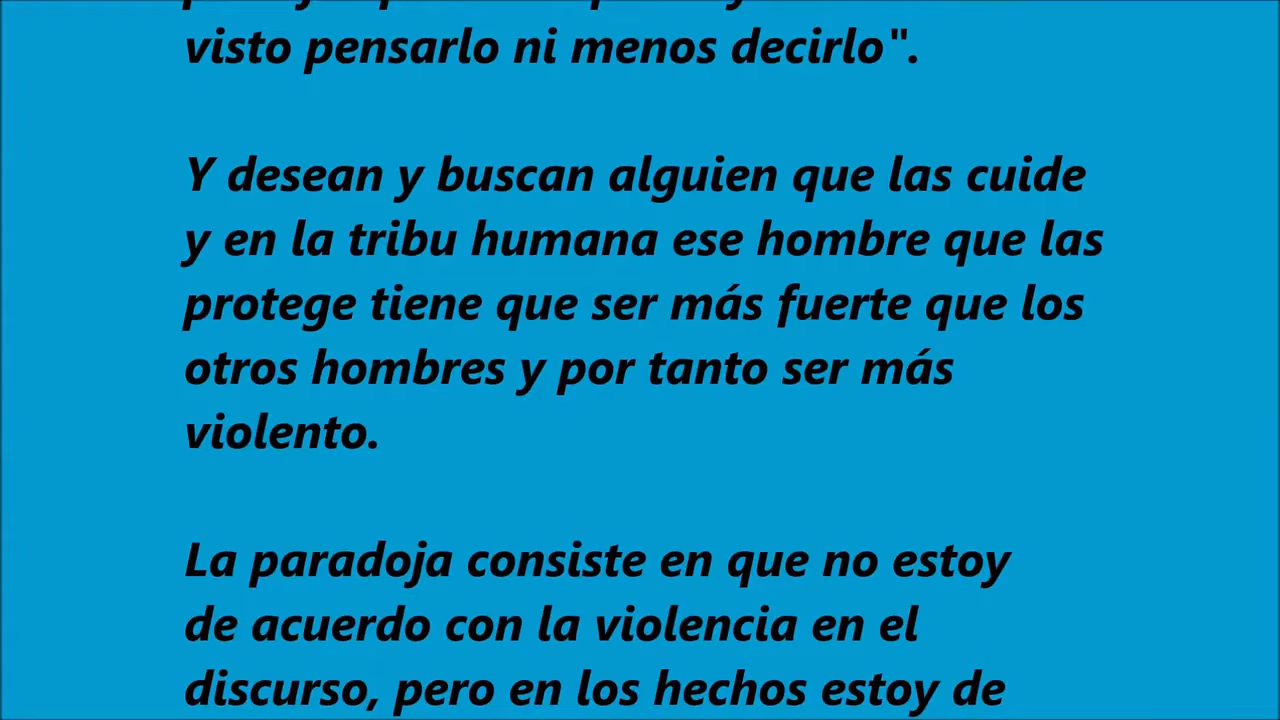 visto pensarlo ni menos decirlo".
Y desean y buscan alguien que las cuide
y en la tribu humana ese hombre que las
protege tiene que ser más fuerte que los
otros hombres y por tanto ser más
violento.
La paradoja consiste en que no estoy
de acuerdo con la violencia en el
discurso, pero en los hechos estoy de